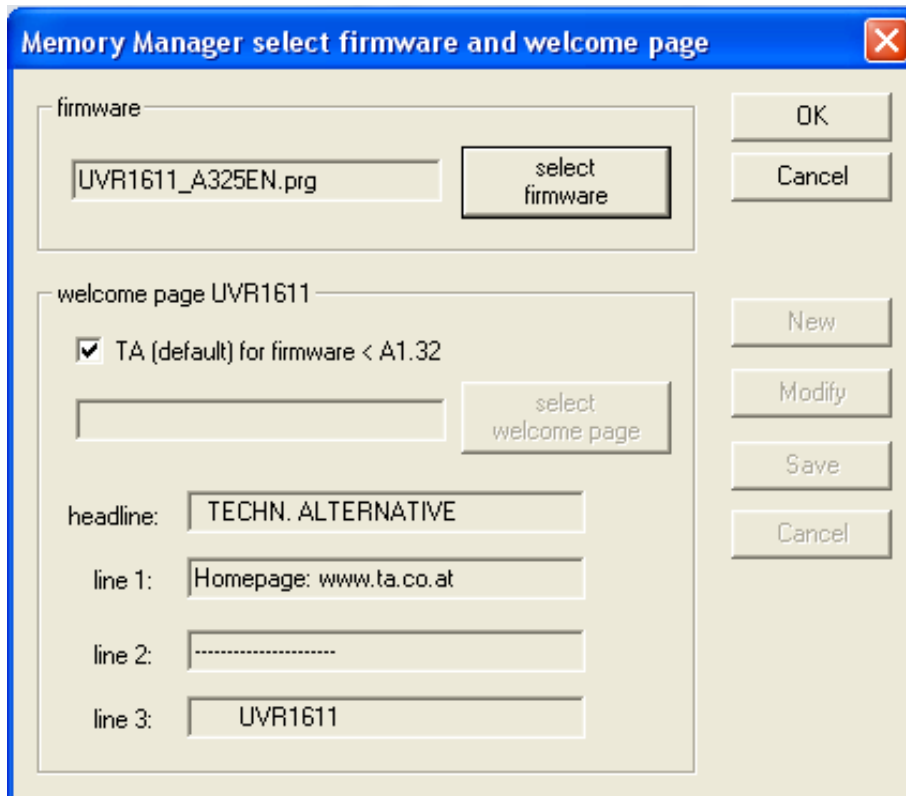 Memory Manager select firmware and welcome page
firmware
UVR1611_A325EN.prg
select
firmware
OK
Cancel
welcome page UVR1611
TA (default) for firmware < A1.32
select
welcome page
New
Modify
Save
Cancel
headline: TECHN. ALTERNATIVE
line 1: Homepage: www.ta.co.at
line 2: ----------------------
line 3: UVR1611